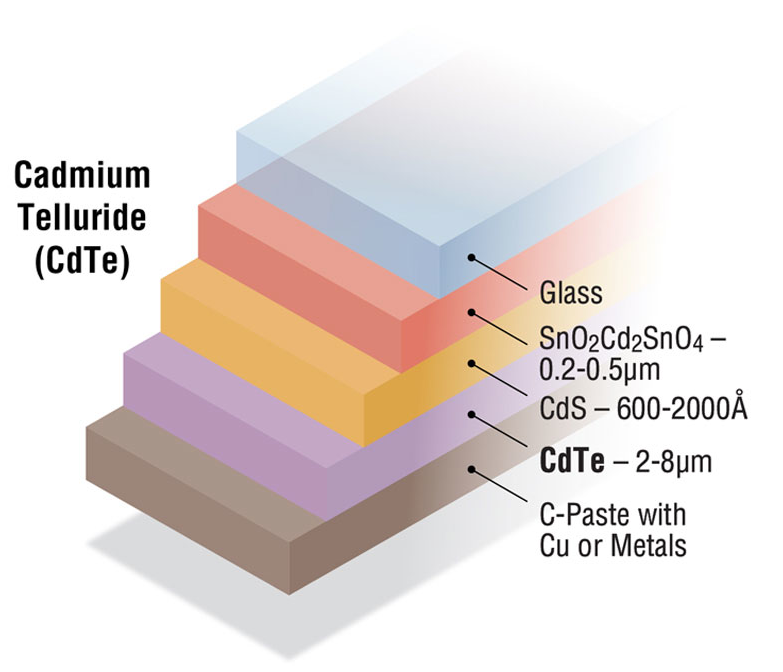 Cadmium
Telluride
(CdTe)
Glass
SnO₂Cd₂SnO₄ –
0.2-0.5µm
CdS – 600-2000Å
CdTe – 2-8µm
C-Paste with
Cu or Metals